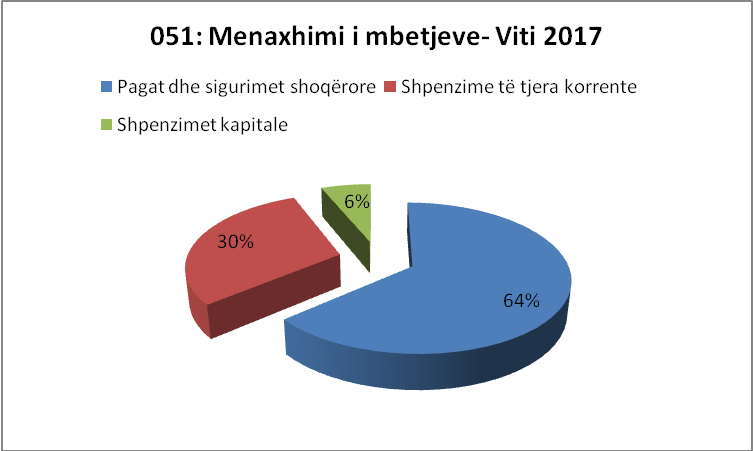 051: Menaxhimi i mbetjeve- Viti 2017
Pagat dhe sigurimet shoqërore Shpenzime të tjera korrente
Shpenzimet kapitale
6%
30%
64%